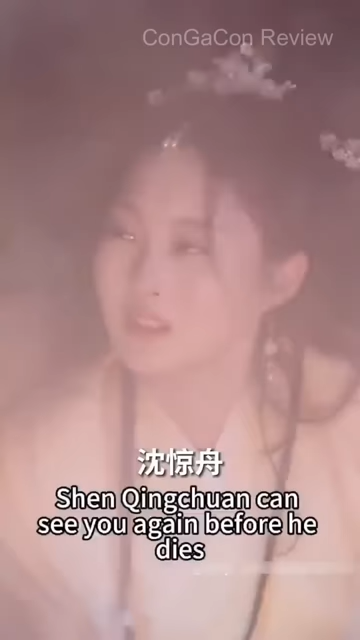 ConGaCon Review
沈惊舟
Shen Qingchuan can
see you again before he
dies